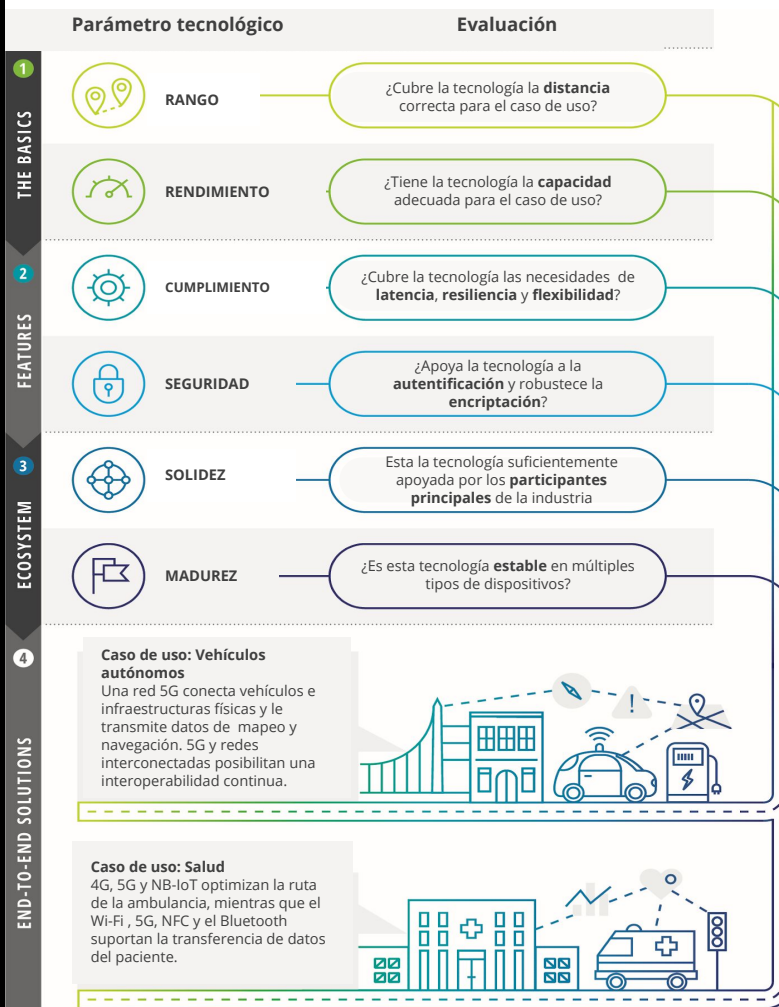 Parámetro tecnológico
Evaluación
1
THE BASICS
RANGO
¿Cubre la tecnología la distancia
correcta para el caso de uso?
RENDIMIENTO
¿Tiene la tecnología la capacidad
adecuada para el caso de uso?
2
FEATURES
CUMPLIMIENTO
¿Cubre la tecnología las necesidades de
latencia, resiliencia y flexibilidad?
SEGURIDAD
¿Apoya la tecnología a la
autentificación y robustece la
encriptación?
3
ECOSYSTEM
SOLIDEZ
Esta la tecnología suficientemente
apoyada por los participantes
principales de la industria
MADUREZ
¿Es esta tecnología estable en múltiples
tipos de dispositivos?
4
END-TO-END SOLUTIONS
Caso de uso: Vehículos
autónomos
Una red 5G conecta vehículos e
infraestructuras físicas y le
transmite datos de mapeo y
navegación. 5G y redes
interconectadas posibilitan una
interoperabilidad continua.
!
Caso de uso: Salud
4G, 5G y NB-IoT optimizan la ruta
de la ambulancia, mientras que el
Wi-Fi , 5G, NFC y el Bluetooth
suportan la transferencia de datos
del paciente.